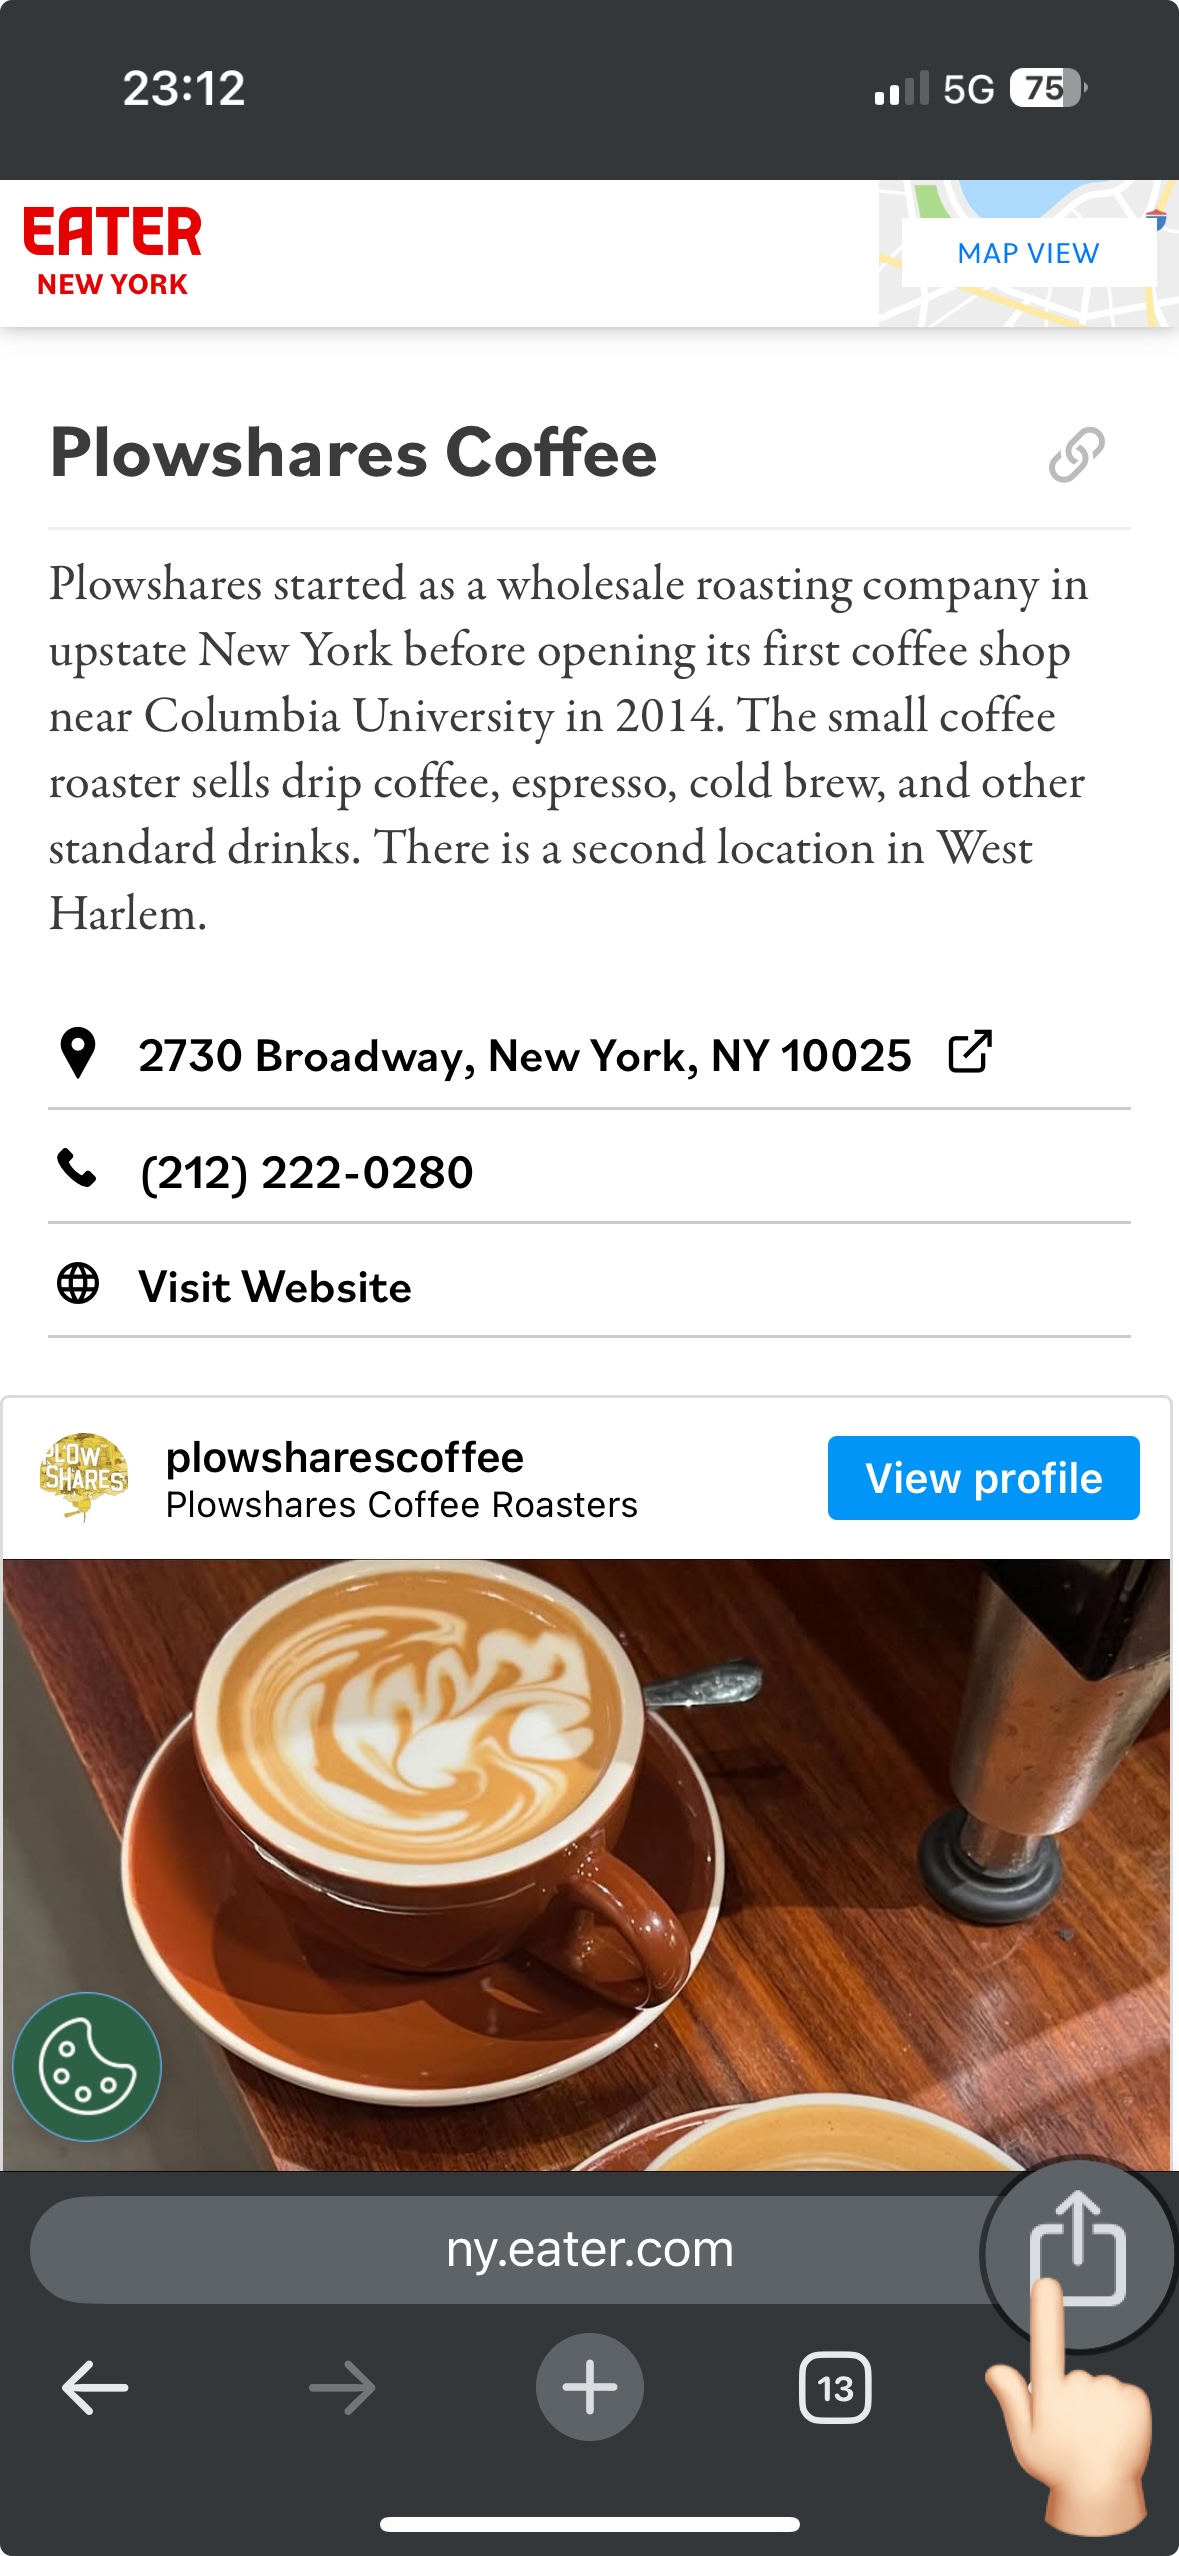 23:12
5G 75
EATER
NEW YORK
MAP VIEW
Plowshares Coffee
Plowshares started as a wholesale roasting company in
upstate New York before opening its first coffee shop
near Columbia University in 2014. The small coffee
roaster sells drip coffee, espresso, cold brew, and other
standard drinks. There is a second location in West
Harlem.
2730 Broadway, New York, NY 10025
(212) 222-0280
Visit Website
PLOW
SHARES
plowsharescoffee
Plowshares Coffee Roasters
View profile
ny.eater.com
13